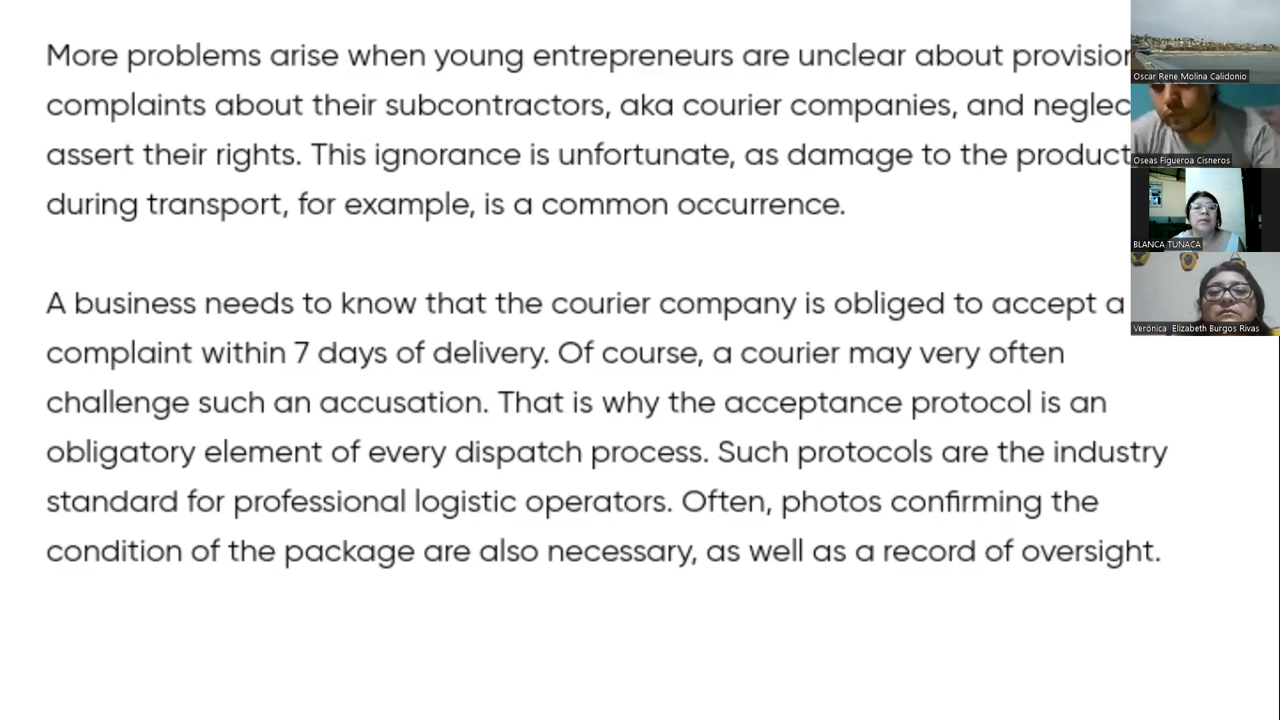 More problems arise when young entrepreneurs are unclear about provision
complaints about their subcontractors, aka courier companies, and neglec
assert their rights. This ignorance is unfortunate, as damage to the product
during transport, for example, is a common occurrence.
A business needs to know that the courier company is obliged to accept a
complaint within 7 days of delivery. Of course, a courier may very often
challenge such an accusation. That is why the acceptance protocol is an
obligatory element of every dispatch process. Such protocols are the industry
standard for professional logistic operators. Often, photos confirming the
condition of the package are also necessary, as well as a record of oversight.
Oscar Rene Molina Calidonio
Oseas Figueroa Cisneros
BLANCA TUNACA
Verónica Elizabeth Burgos Rivas